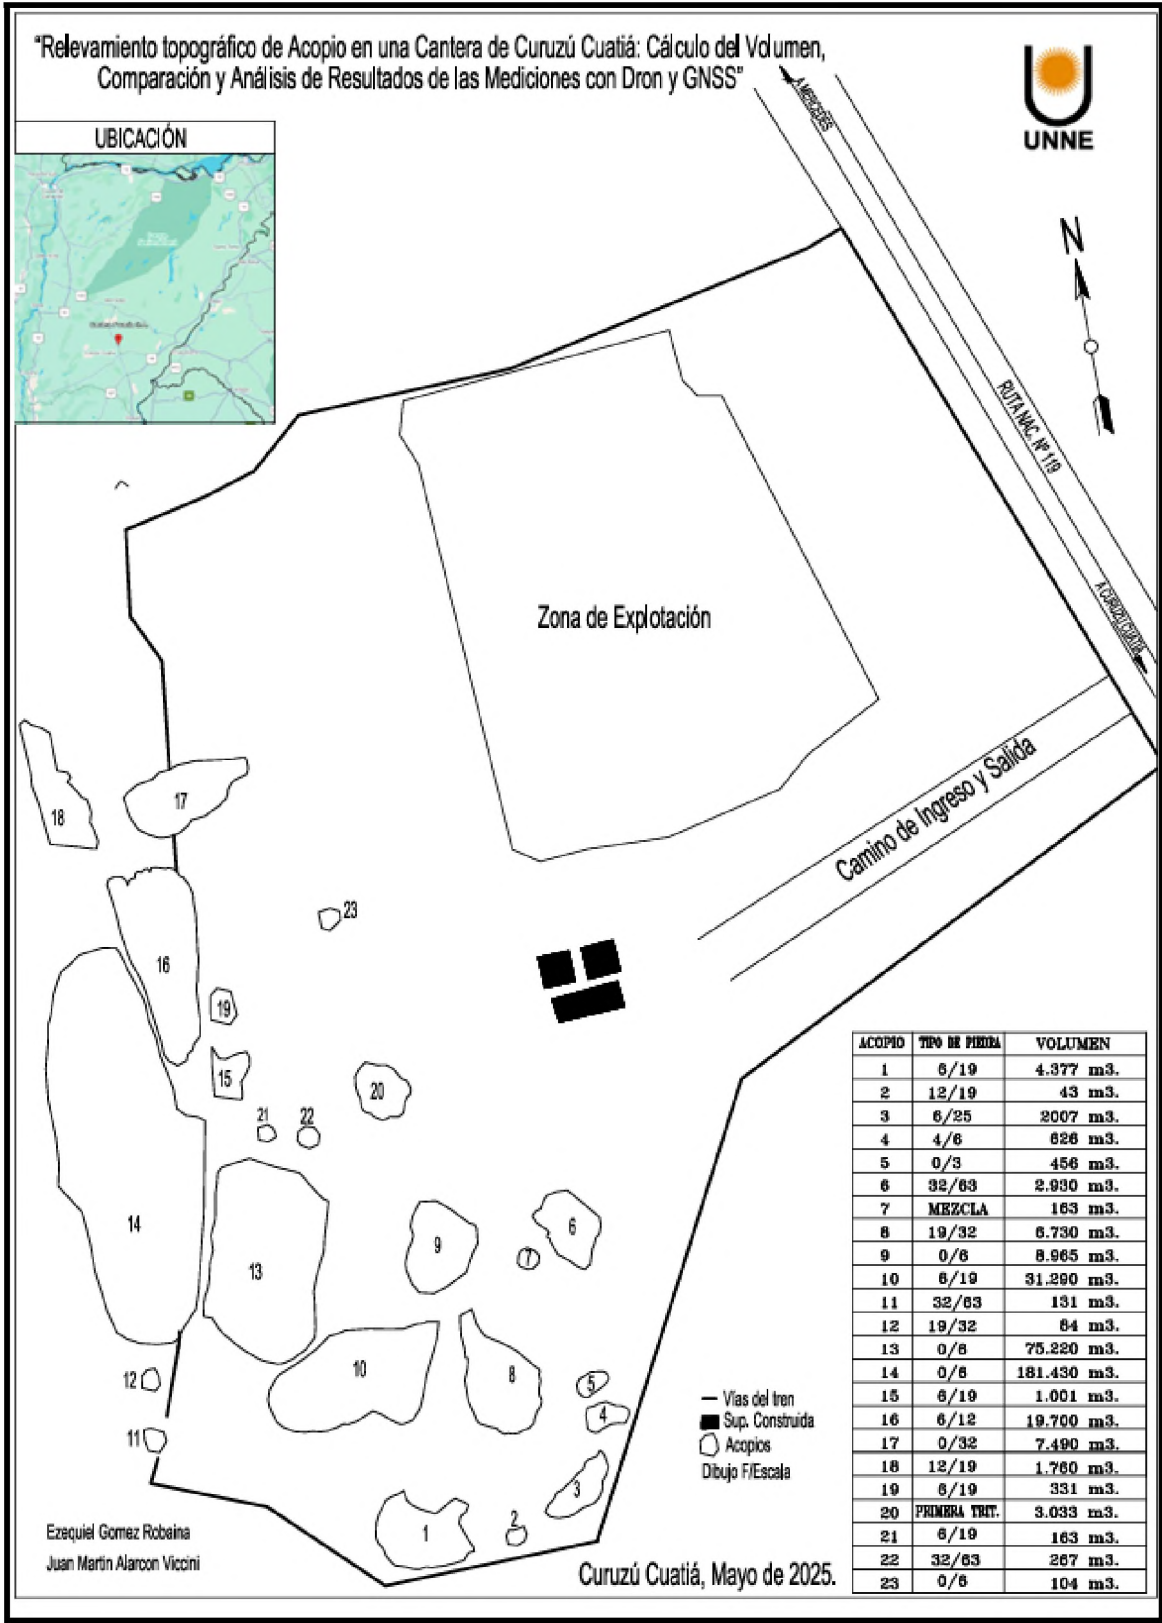 “Relevamiento topográfico de Acopio en una Cantera de Curuzú Cuatiá: Cálculo del Volumen,
Comparación y Análisis de Resultados de las Mediciones con Dron y GNSS”
UNNE
UBICACIÓN
A MERCEDES
N
RUTA NAC. Nº 119
A CURUZU CUATIA
Zona de Explotación
Camino de Ingreso y Salida
18
17
23
16
19
15
20
21
22
14
13
9
6
7
10
8
12
5
4
11
3
2
1
Vías del tren
Sup. Construida
Acopios
Dibujo F/Escala
ACOPIO TIPO DE PIEDRA VOLUMEN
1 6/19 4.377 m3.
2 12/19 43 m3.
3 6/25 2007 m3.
4 4/6 626 m3.
5 0/3 456 m3.
6 32/63 2.930 m3.
7 MEZCLA 163 m3.
8 19/32 6.730 m3.
9 0/6 8.965 m3.
10 6/19 31.290 m3.
11 32/63 131 m3.
12 19/32 64 m3.
13 0/6 75.220 m3.
14 0/6 181.430 m3.
15 6/19 1.001 m3.
16 6/12 19.700 m3.
17 0/32 7.490 m3.
18 12/19 1.760 m3.
19 6/19 331 m3.
20 PRIMERA TRIT. 3.033 m3.
21 6/19 163 m3.
22 32/63 267 m3.
23 0/6 104 m3.
Ezequiel Gomez Robaina
Juan Martin Alarcon Viccini
Curuzú Cuatiá, Mayo de 2025.